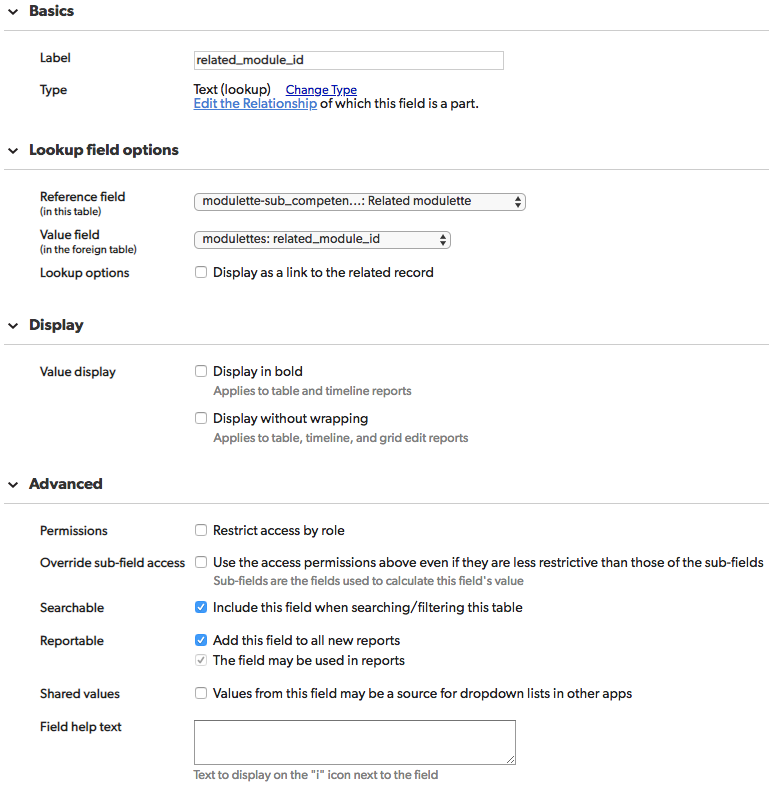 Basics
Label related_module_id
Type Text (lookup) Change Type
Edit the Relationship of which this field is a part.
Lookup field options
Reference field modulette-sub_competen...: Related modulette
(in this table)
Value field modulettes: related_module_id
(in the foreign table)
Lookup options Display as a link to the related record
Display
Value display Display in bold
Applies to table and timeline reports
Display without wrapping
Applies to table, timeline, and grid edit reports
Advanced
Permissions Restrict access by role
Override sub-field access Use the access permissions above even if they are less restrictive than those of the sub-fields
Sub-fields are the fields used to calculate this field's value
Searchable Include this field when searching/filtering this table
Reportable Add this field to all new reports
The field may be used in reports
Shared values Values from this field may be a source for dropdown lists in other apps
Field help text
Text to display on the "i" icon next to the field